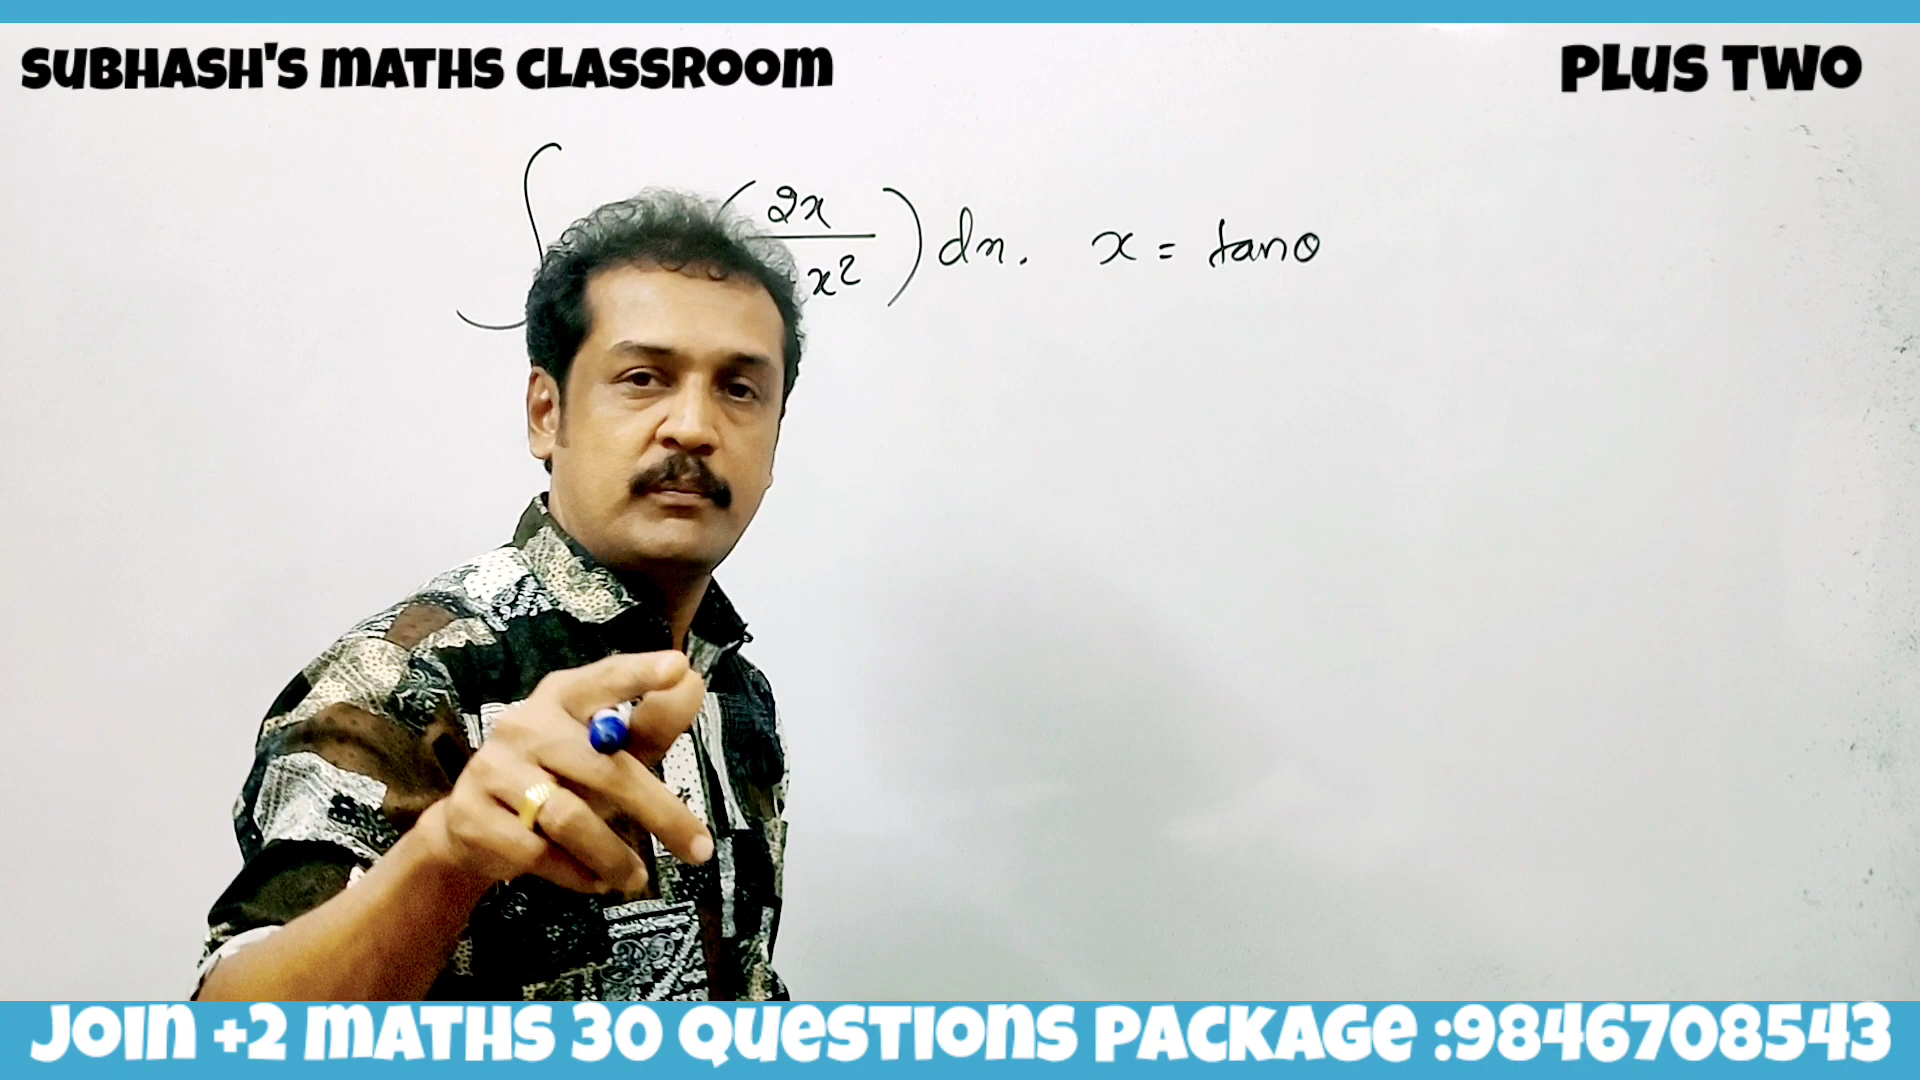 SUBHASH'S MATHS CLASSROOM
PLUS TWO
∫ (2x / x²) dx. x = tanθ
JOIN +2 MATHS 30 QUESTIONS PACKAGE :9846708543